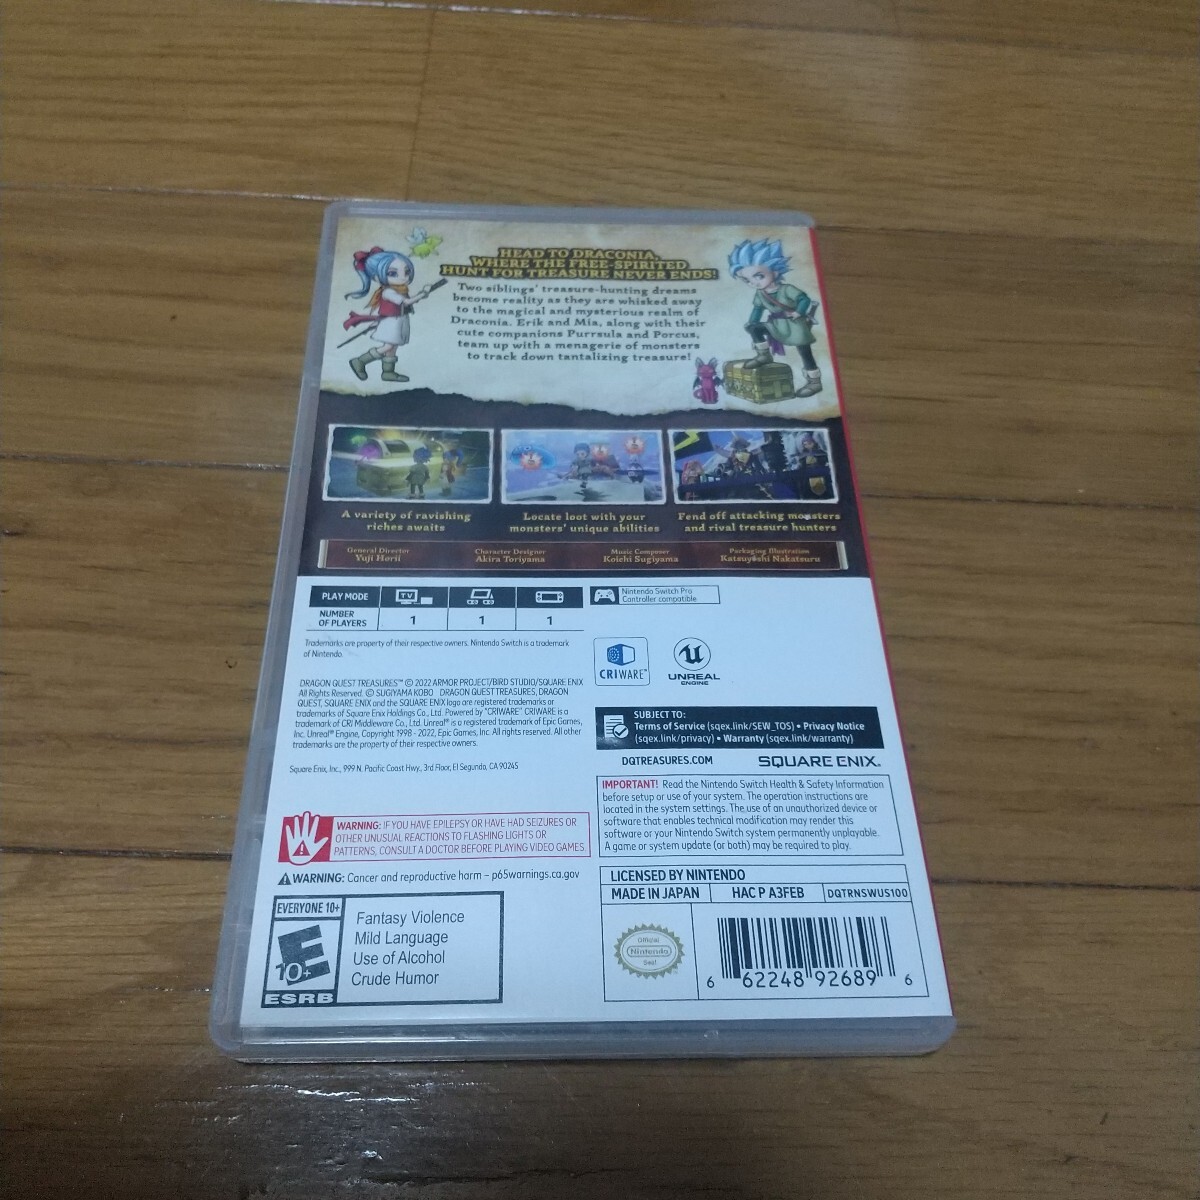 HEAD TO DRACONIA,
WHERE THE FREE-SPIRITED
HUNT FOR TREASURE NEVER ENDS!
Two siblings' treasure-hunting dreams
become reality as they are whisked away
to the magical and mysterious realm of
Draconia. Erik and Mia, along with their
cute companions Purrsula and Porcus,
team up with a menagerie of monsters
to track down tantalizing treasure!
A variety of ravishing
riches awaits
Locate loot with your
monsters' unique abilities
Fend off attacking monsters
and rival treasure hunters
General Director
Yuji Horii
Character Designer
Akira Toriyama
Music Composer
Koichi Sugiyama
Packaging Illustration
Katsuyoshi Nakatsuru
PLAY MODE
TV
NUMBER
OF PLAYERS
1
1
1
Nintendo Switch Pro
Controller compatible
Trademarks are property of their respective owners. Nintendo Switch is a trademark
of Nintendo.
DRAGON QUEST TREASURES™ © 2022 ARMOR PROJECT/BIRD STUDIO/SQUARE ENIX
All Rights Reserved. © SUGIYAMA KOBO DRAGON QUEST TREASURES, DRAGON
QUEST, SQUARE ENIX and the SQUARE ENIX logo are registered trademarks or
trademarks of Square Enix Holdings Co., Ltd. Powered by "CRIWARE" CRIWARE is a
trademark of CRI Middleware Co., Ltd. Unreal® is a registered trademark of Epic Games,
Inc. Unreal® Engine, Copyright 1998 - 2022, Epic Games, Inc. All rights reserved. All other
trademarks are the property of their respective owners.
Square Enix, Inc., 999 N. Pacific Coast Hwy., 3rd Floor, El Segundo, CA 90245
CRIWARE™
UNREAL
ENGINE
SUBJECT TO:
Terms of Service (sqex.link/SEW_TOS) • Privacy Notice
(sqex.link/privacy) • Warranty (sqex.link/warranty)
DQTREASURES.COM
SQUARE ENIX.
IMPORTANT! Read the Nintendo Switch Health & Safety Information
before setup or use of your system. The operation instructions are
located in the system settings. The use of an unauthorized device or
software that enables technical modification may render this
software or your Nintendo Switch system permanently unplayable.
A game or system update (or both) may be required to play.
WARNING: IF YOU HAVE EPILEPSY OR HAVE HAD SEIZURES OR
OTHER UNUSUAL REACTIONS TO FLASHING LIGHTS OR
PATTERNS, CONSULT A DOCTOR BEFORE PLAYING VIDEO GAMES.
WARNING: Cancer and reproductive harm – p65warnings.ca.gov
LICENSED BY NINTENDO
MADE IN JAPAN
HAC P A3FEB
DQTRNSWUS100
EVERYONE 10+
E
10+
ESRB
Fantasy Violence
Mild Language
Use of Alcohol
Crude Humor
Official
Nintendo
Seal
6 62248 92689 6